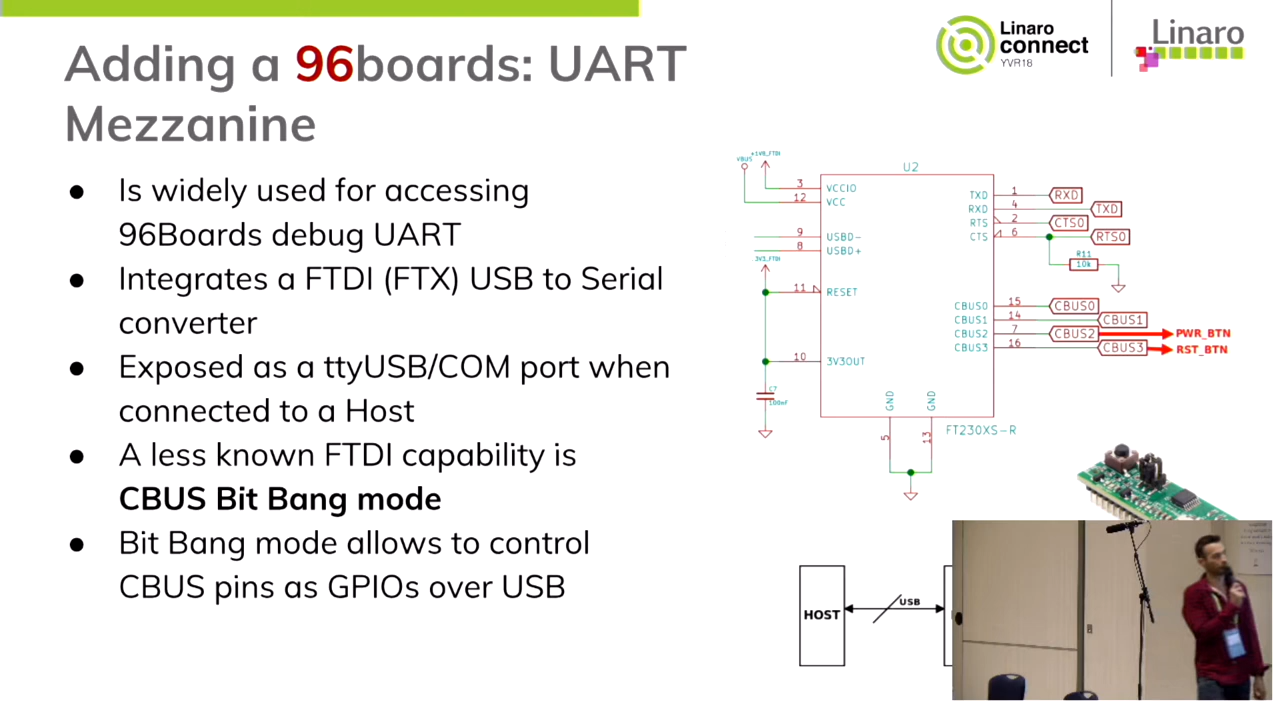 Adding a 96boards: UART
Mezzanine
Linaro
connect
YVR18
Linaro
● Is widely used for accessing
96Boards debug UART
● Integrates a FTDI (FTX) USB to Serial
converter
● Exposed as a ttyUSB/COM port when
connected to a Host
● A less known FTDI capability is
CBUS Bit Bang mode
● Bit Bang mode allows to control
CBUS pins as GPIOs over USB
VBUS
U2
3 VCCIO
12 VCC
9 USBD-
8 USBD+
11 RESET
10 3V3OUT
C7
100nF
TXD 1 RXD
RXD 4 TXD
RTS 2 CTS0
CTS 6 RTS0
R11
10k
CBUS0 15 CBUS0
CBUS1 14 CBUS1
CBUS2 7 CBUS2 PWR_BTN
CBUS3 16 CBUS3 RST_BTN
GND
GND
5
13
FT230XS-R
HOST
USB